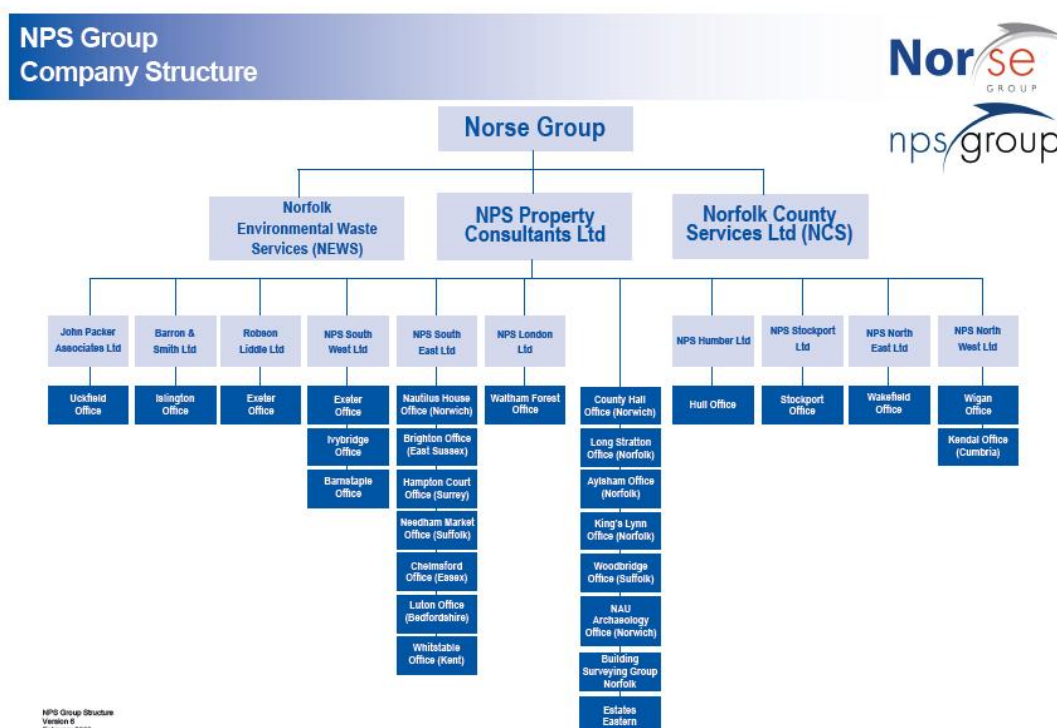 NPS Group
Company Structure
Norse
GROUP
nps group
Norse Group
Norfolk
Environmental Waste
Services (NEWS)
NPS Property
Consultants Ltd
Norfolk County
Services Ltd (NCS)
John Packer
Associates Ltd
Barron &
Smith Ltd
Robson
Liddle Ltd
NPS South
West Ltd
NPS South
East Ltd
NPS London
Ltd
NPS Humber Ltd
NPS Stockport
Ltd
NPS North
East Ltd
NPS North
West Ltd
Uckfield
Office
Islington
Office
Exeter
Office
Exeter
Office
Ivybridge
Office
Barnstaple
Office
Nautilus House
Office (Norwich)
Brighton Office
(East Sussex)
Hampton Court
Office (Surrey)
Needham Market
Office (Suffolk)
Chelmsford
Office (Essex)
Luton Office
(Bedfordshire)
Whitstable
Office (Kent)
Waltham Forest
Office
County Hall
Office (Norwich)
Long Stratton
Office (Norfolk)
Aylsham Office
(Norfolk)
King's Lynn
Office (Norfolk)
Woodbridge
Office (Suffolk)
NAU
Archaeology
Office (Norwich)
Building
Surveying Group
Norfolk
Estates
Eastern
Hull Office
Stockport
Office
Wakefield
Office
Wigan
Office
Kendal Office
(Cumbria)
NPS Group Structure
Version 6